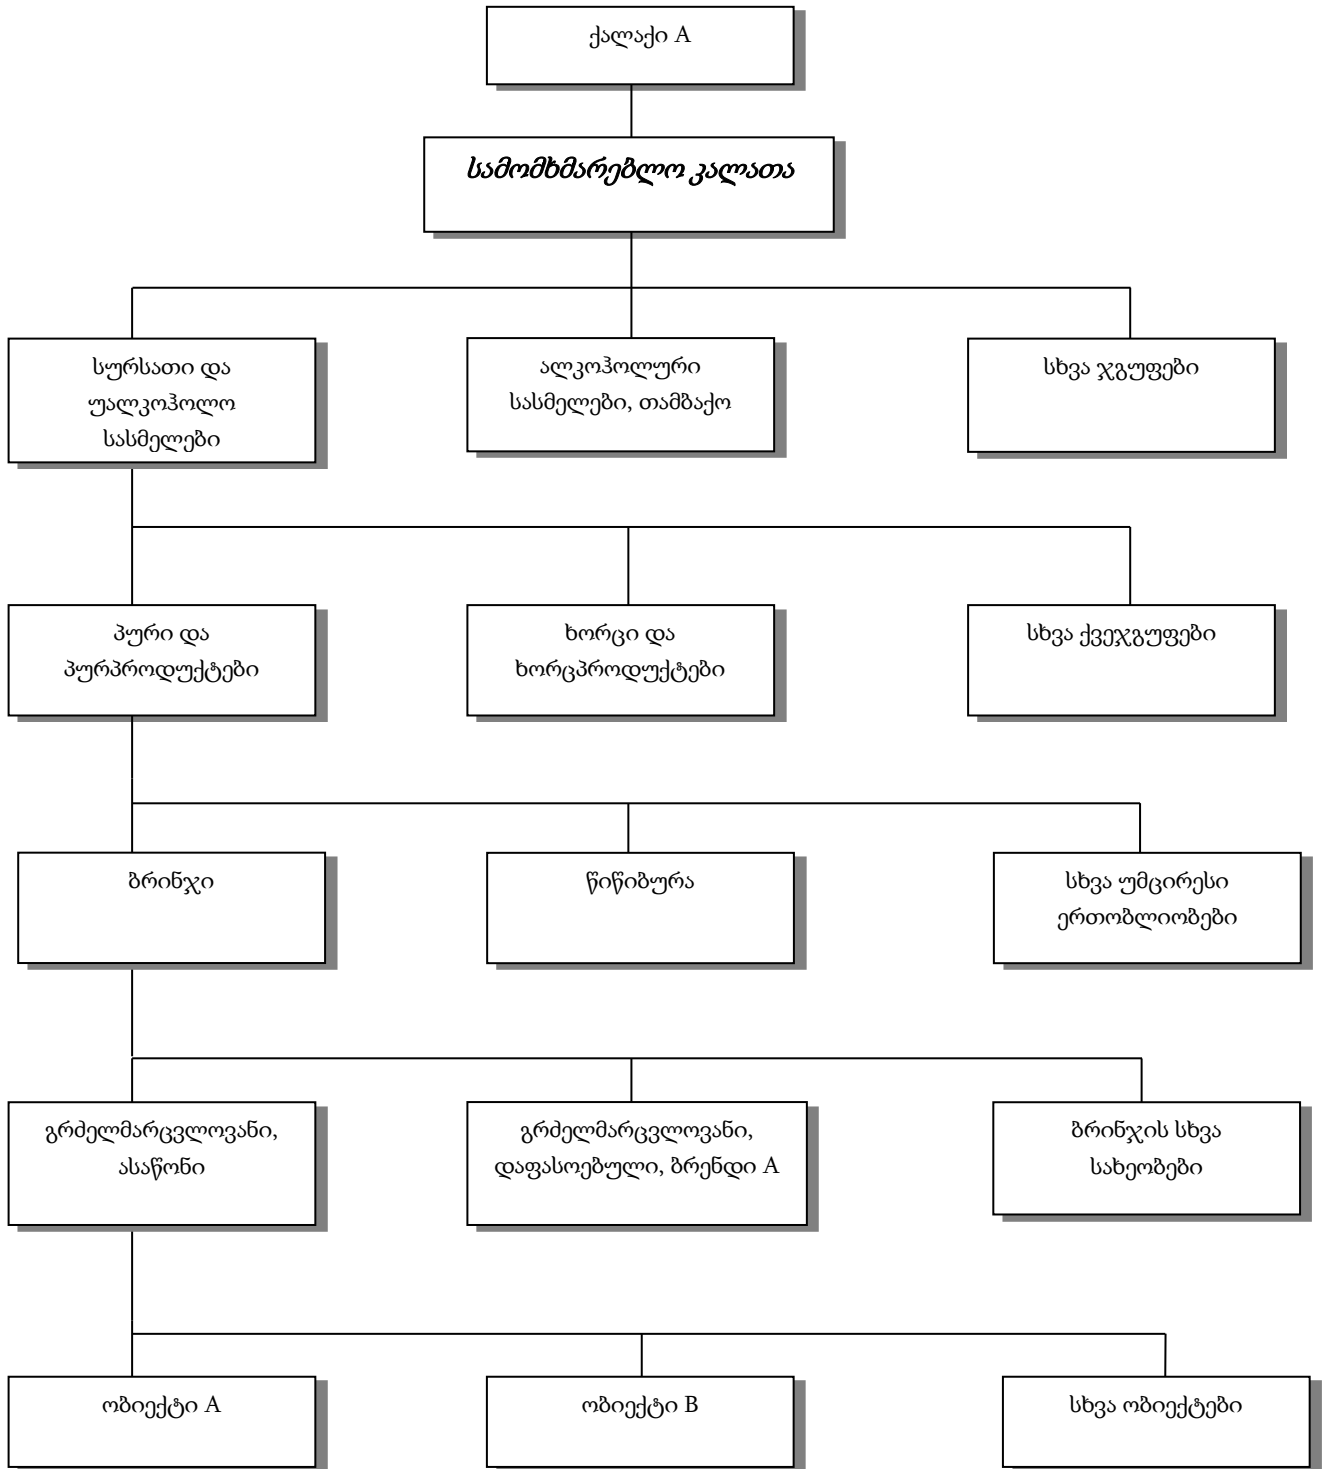 ქალაქი A
სამომხმარებლო კალათა
სურსათი და
უალკოჰოლო
სასმელები
ალკოჰოლური
სასმელები, თამბაქო
სხვა ჯგუფები
პური და
პურპროდუქტები
ხორცი და
ხორცპროდუქტები
სხვა ქვეჯგუფები
ბრინჯი
წიწიბურა
სხვა უმცირესი
ერთობლიობები
გრძელმარცვლოვანი,
ასაწონი
გრძელმარცვლოვანი,
დაფასოებული, ბრენდი A
ბრინჯის სხვა
სახეობები
ობიექტი A
ობიექტი B
სხვა ობიექტები